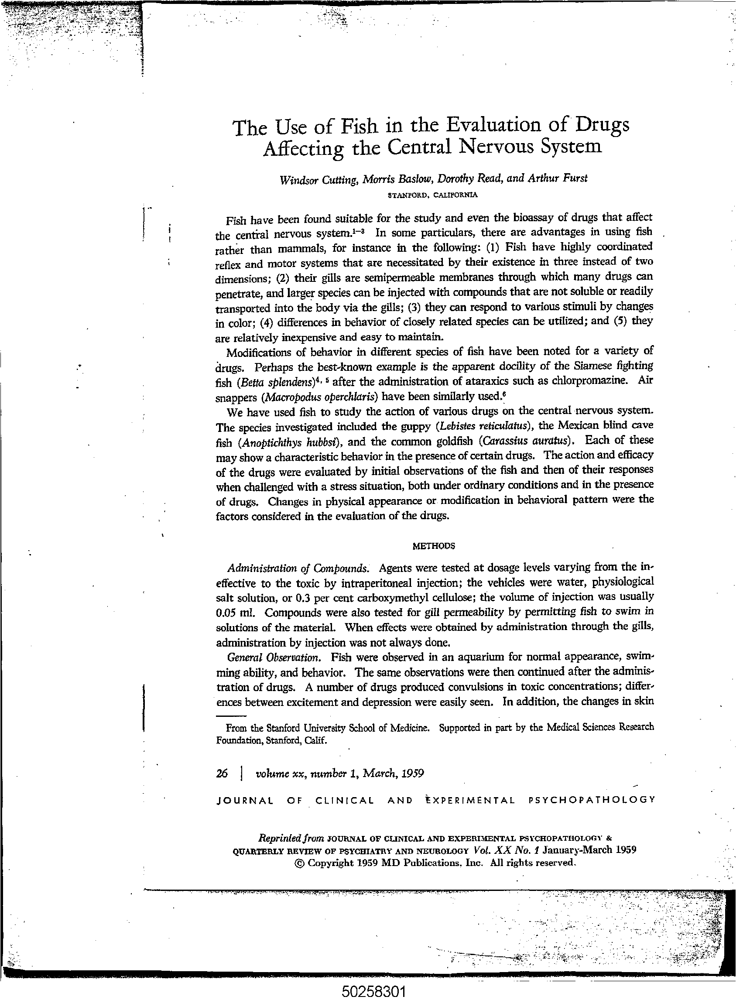 The Use of Fish in the Evaluation of Drugs
Affecting the Central Nervous System
Windsor Cutting, Morris Baslow, Dorothy Read, and Arthur Furst
STANFORD, CALIFORNIA
Fish have been found suitable for the study and even the bioassay of drugs that affect
the central nervous system.1–3 In some particulars, there are advantages in using fish
rather than mammals, for instance in the following: (1) Fish have highly coordinated
reflex and motor systems that are necessitated by their existence in three instead of two
dimensions; (2) their gills are semipermeable membranes through which many drugs can
penetrate, and larger species can be injected with compounds that are not soluble or readily
transported into the body via the gills; (3) they can respond to various stimuli by changes
in color; (4) differences in behavior of closely related species can be utilized; and (5) they
are relatively inexpensive and easy to maintain.
Modifications of behavior in different species of fish have been noted for a variety of
drugs. Perhaps the best-known example is the apparent docility of the Siamese fighting
fish (Betta splendens)4, 5 after the administration of ataraxics such as chlorpromazine. Air
snappers (Macropodus operchlaris) have been similarly used.6
We have used fish to study the action of various drugs on the central nervous system.
The species investigated included the guppy (Lebistes reticulatus), the Mexican blind cave
fish (Anoptichthys hubbsi), and the common goldfish (Carassius auratus). Each of these
may show a characteristic behavior in the presence of certain drugs. The action and efficacy
of the drugs were evaluated by initial observations of the fish and then of their responses
when challenged with a stress situation, both under ordinary conditions and in the presence
of drugs. Changes in physical appearance or modification in behavioral pattern were the
factors considered in the evaluation of the drugs.
METHODS
Administration of Compounds. Agents were tested at dosage levels varying from the in-
effective to the toxic by intraperitoneal injection; the vehicles were water, physiological
salt solution, or 0.3 per cent carboxymethyl cellulose; the volume of injection was usually
0.05 ml. Compounds were also tested for gill permeability by permitting fish to swim in
solutions of the material. When effects were obtained by administration through the gills,
administration by injection was not always done.
General Observation. Fish were observed in an aquarium for normal appearance, swim-
ming ability, and behavior. The same observations were then continued after the adminis-
tration of drugs. A number of drugs produced convulsions in toxic concentrations; differ-
ences between excitement and depression were easily seen. In addition, the changes in skin
From the Stanford University School of Medicine. Supported in part by the Medical Sciences Research
Foundation, Stanford, Calif.
26 | volume xx, number 1, March, 1959
JOURNAL OF CLINICAL AND EXPERIMENTAL PSYCHOPATHOLOGY
Reprinted from JOURNAL OF CLINICAL AND EXPERIMENTAL PSYCHOPATHOLOGY &
QUARTERLY REVIEW OF PSYCHIATRY AND NEUROLOGY Vol. XX No. 1 January-March 1959
© Copyright 1959 MD Publications, Inc. All rights reserved.
50258301